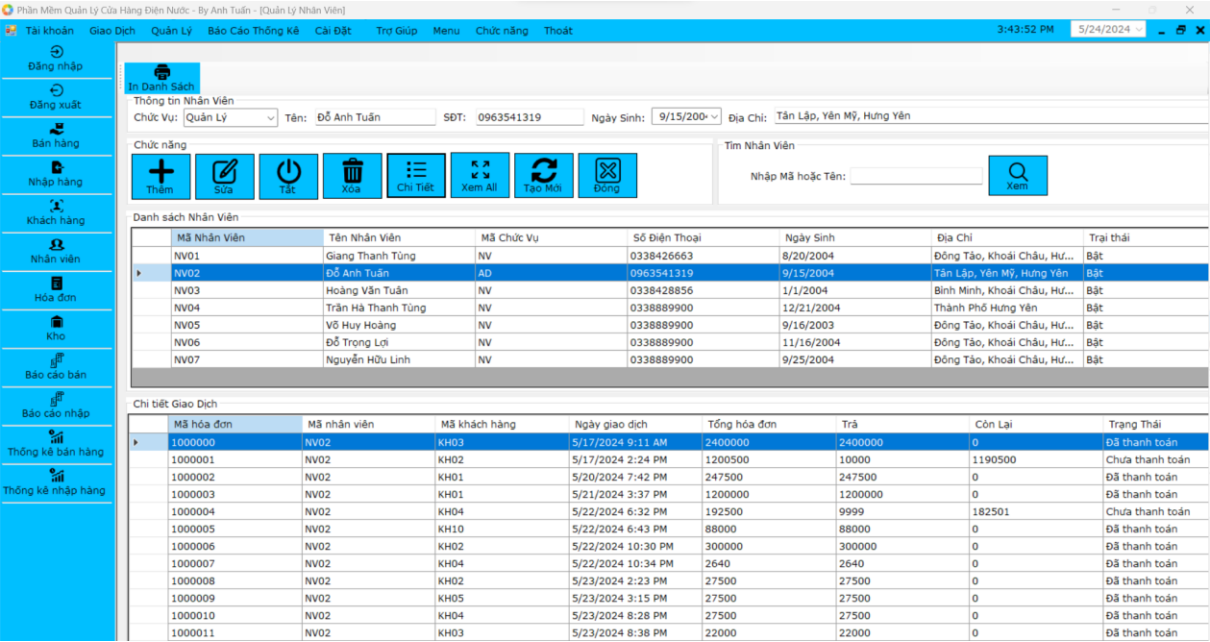 Phần Mềm Quản Lý Cửa Hàng Điện Nước - By Anh Tuấn - [Quản Lý Nhân Viên]
Tài khoản Giao Dịch Quản Lý Báo Cáo Thống Kê Cài Đặt Trợ Giúp Menu Chức năng Thoát 3:43:52 PM 5/24/2024
Đăng nhập
Đăng xuất
Bán hàng
Nhập hàng
Khách hàng
Nhân viên
Hóa đơn
Kho
Báo cáo bán
Báo cáo nhập
Thống kê bán hàng
Thống kê nhập hàng
In Danh Sách
Thông tin Nhân Viên
Chức Vụ: Quản Lý Tên: Đỗ Anh Tuấn SĐT: 0963541319 Ngày Sinh: 9/15/200 Địa Chỉ: Tân Lập, Yên Mỹ, Hưng Yên
Chức năng
Thêm Sửa Tắt Xóa Chi Tiết Xem All Tạo Mới Đóng
Tìm Nhân Viên
Nhập Mã hoặc Tên: Xem
Danh sách Nhân Viên
Mã Nhân Viên Tên Nhân Viên Mã Chức Vụ Số Điện Thoại Ngày Sinh Địa Chỉ Trại thái
NV01 Giang Thanh Tùng NV 0338426663 8/20/2004 Đông Tảo, Khoái Châu, Hư... Bật
NV02 Đỗ Anh Tuấn AD 0963541319 9/15/2004 Tân Lập, Yên Mỹ, Hưng Yên Bật
NV03 Hoàng Văn Tuân NV 0338428856 1/1/2004 Bình Minh, Khoái Châu, Hư... Bật
NV04 Trần Hà Thanh Tùng NV 0338889900 12/21/2004 Thành Phố Hưng Yên Bật
NV05 Võ Huy Hoàng NV 0338889900 9/16/2003 Đông Tảo, Khoái Châu, Hư... Bật
NV06 Đỗ Trọng Lợi NV 0338889900 11/16/2004 Đông Tảo, Khoái Châu, Hư... Bật
NV07 Nguyễn Hữu Linh NV 0338889900 9/25/2004 Đông Tảo, Khoái Châu, Hư... Bật
Chi tiết Giao Dịch
Mã hóa đơn Mã nhân viên Mã khách hàng Ngày giao dịch Tổng hóa đơn Trả Còn Lại Trạng Thái
1000000 NV02 KH03 5/17/2024 9:11 AM 2400000 2400000 0 Đã thanh toán
1000001 NV02 KH02 5/17/2024 2:24 PM 1200500 10000 1190500 Chưa thanh toán
1000002 NV02 KH01 5/20/2024 7:42 PM 247500 247500 0 Đã thanh toán
1000003 NV02 KH01 5/21/2024 3:37 PM 1200000 1200000 0 Đã thanh toán
1000004 NV02 KH04 5/22/2024 6:32 PM 192500 9999 182501 Chưa thanh toán
1000005 NV02 KH10 5/22/2024 6:43 PM 88000 88000 0 Đã thanh toán
1000006 NV02 KH02 5/22/2024 10:30 PM 300000 300000 0 Đã thanh toán
1000007 NV02 KH04 5/22/2024 10:34 PM 2640 2640 0 Đã thanh toán
1000008 NV02 KH02 5/23/2024 2:23 PM 27500 27500 0 Đã thanh toán
1000009 NV02 KH05 5/23/2024 3:15 PM 27500 27500 0 Đã thanh toán
1000010 NV02 KH04 5/23/2024 8:28 PM 27500 27500 0 Đã thanh toán
1000011 NV02 KH03 5/23/2024 8:38 PM 22000 22000 0 Đã thanh toán